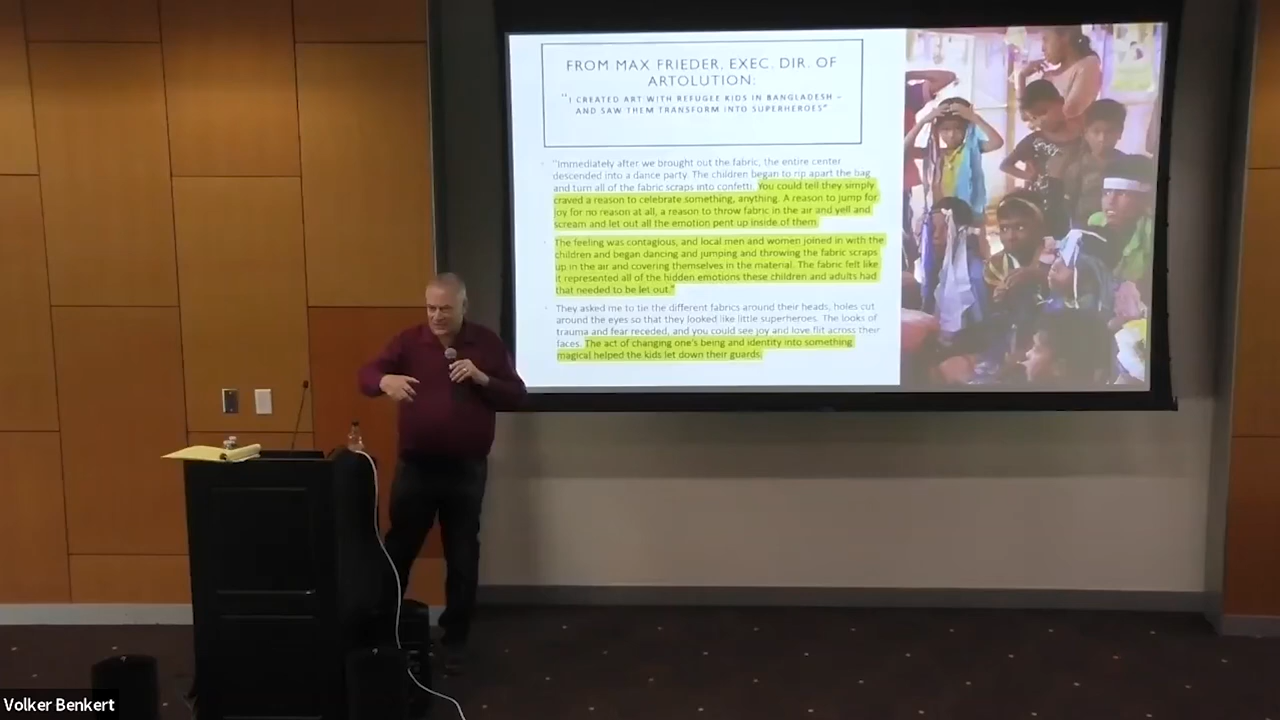 FROM MAX FRIEDER, EXEC. DIR. OF
ARTOLUTION:
"I CREATED ART WITH REFUGEE KIDS IN BANGLADESH –
AND SAW THEM TRANSFORM INTO SUPERHEROES"
"Immediately after we brought out the fabric, the entire center
descended into a dance party. The children began to rip apart the bag
and turn all of the fabric scraps into confetti. You could tell they simply
craved a reason to celebrate something, anything. A reason to jump for
joy for no reason at all, a reason to throw fabric in the air and yell and
scream and let out all the emotion pent up inside of them.
The feeling was contagious, and local men and women joined in with the
children and began dancing and jumping and throwing the fabric scraps
up in the air and covering themselves in the material. The fabric felt like
it represented all of the hidden emotions these children and adults had
that needed to be let out."
They asked me to tie the different fabrics around their heads, holes cut
around the eyes so that they looked like little superheroes. The looks of
trauma and fear receded, and you could see joy and love flit across their
faces. The act of changing one's being and identity into something
magical helped the kids let down their guards.
Volker Benkert